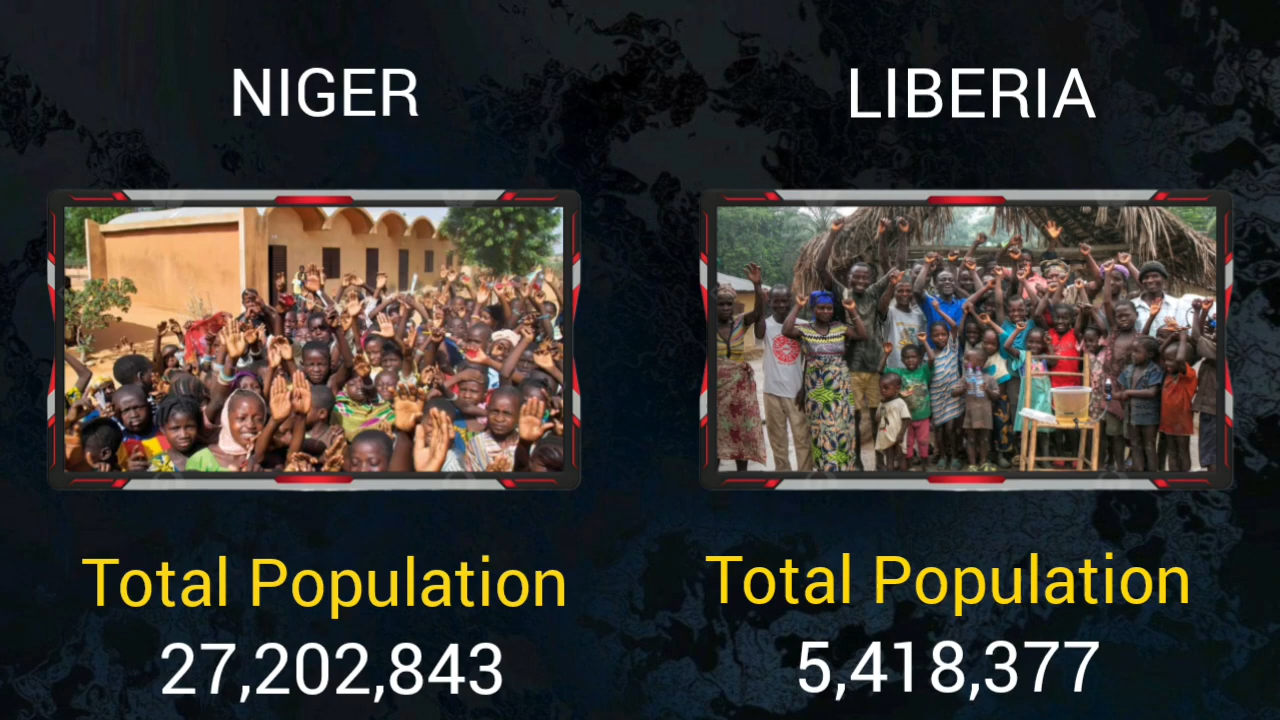 NIGER
LIBERIA
Total Population
27,202,843
Total Population
5,418,377